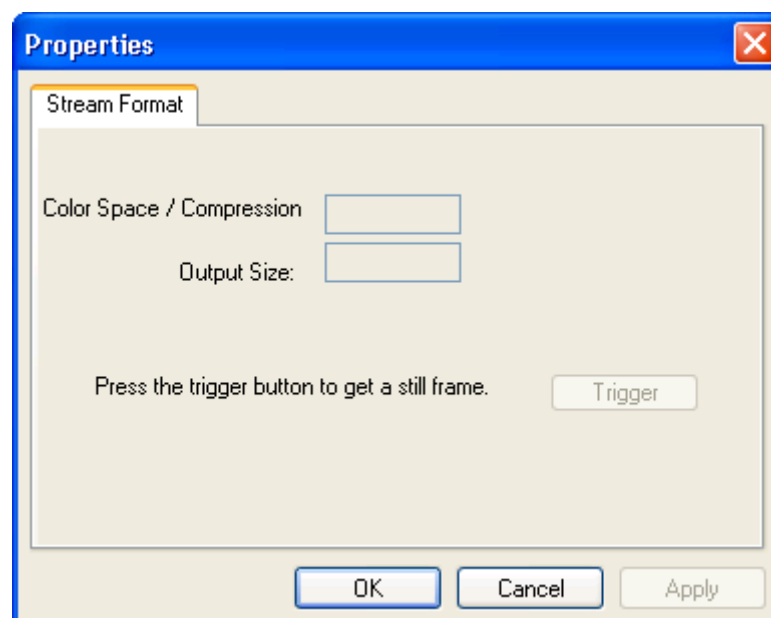 Properties
Stream Format
Color Space / Compression
Output Size:
Press the trigger button to get a still frame.
Trigger
OK
Cancel
Apply